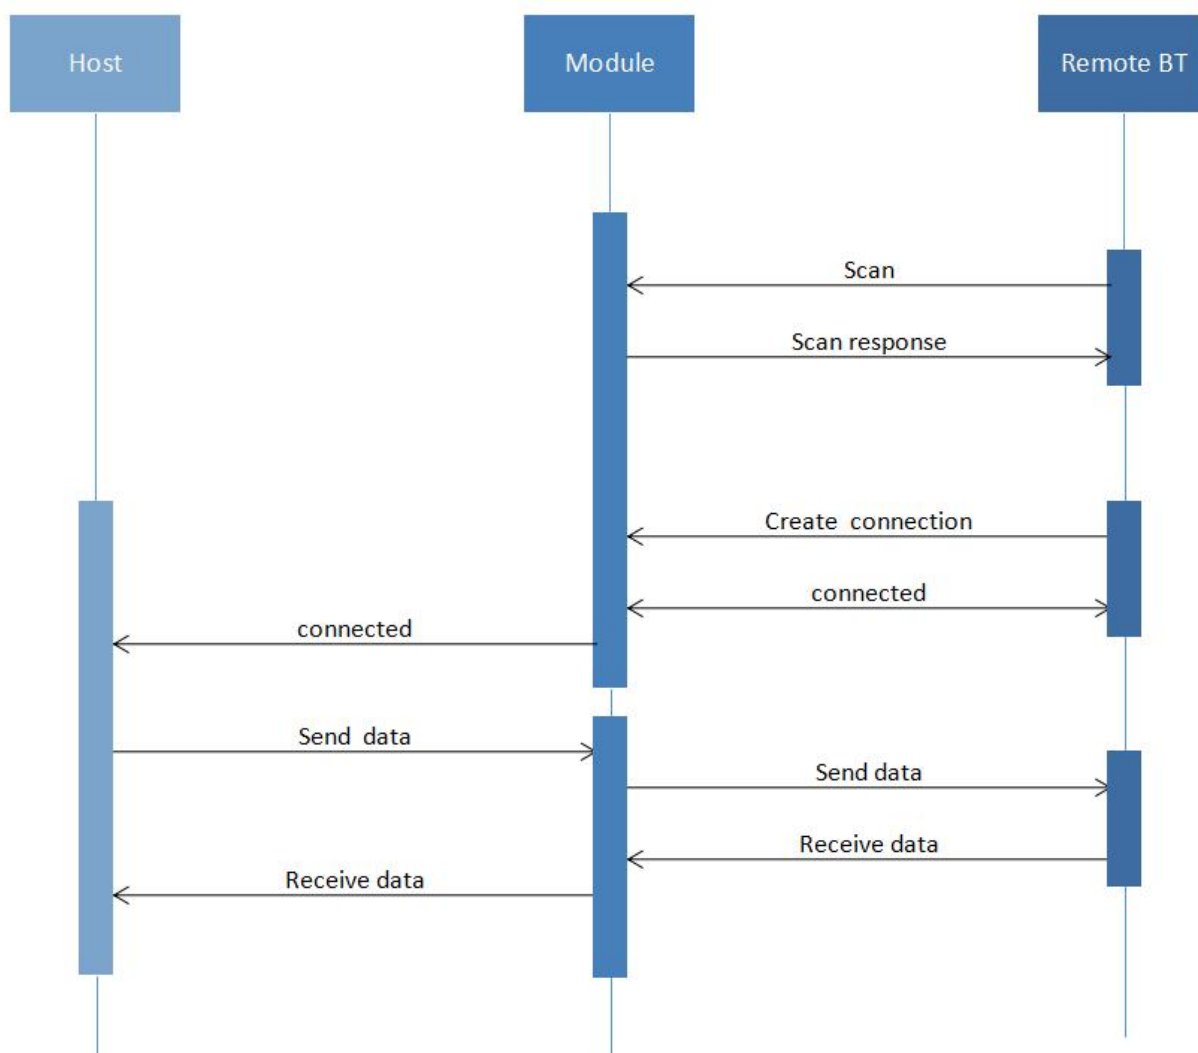 Host
Module
Remote BT
Scan
Scan response
Create  connection
connected
connected
Send  data
Send data
Receive data
Receive data